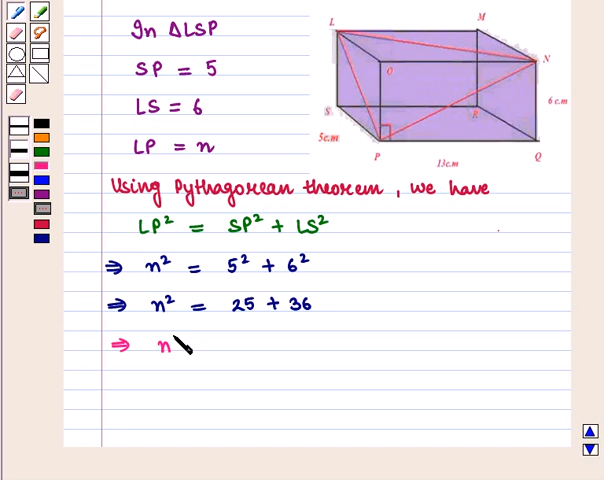 In ΔLSP
SP = 5
LS = 6
LP = n
Using Pythagorean theorem, we have
LP² = SP² + LS²
⇒ n² = 5² + 6²
⇒ n² = 25 + 36
⇒ n
L
M
O
N
S
R
6 c.m
5c.m
P
13c.m
Q